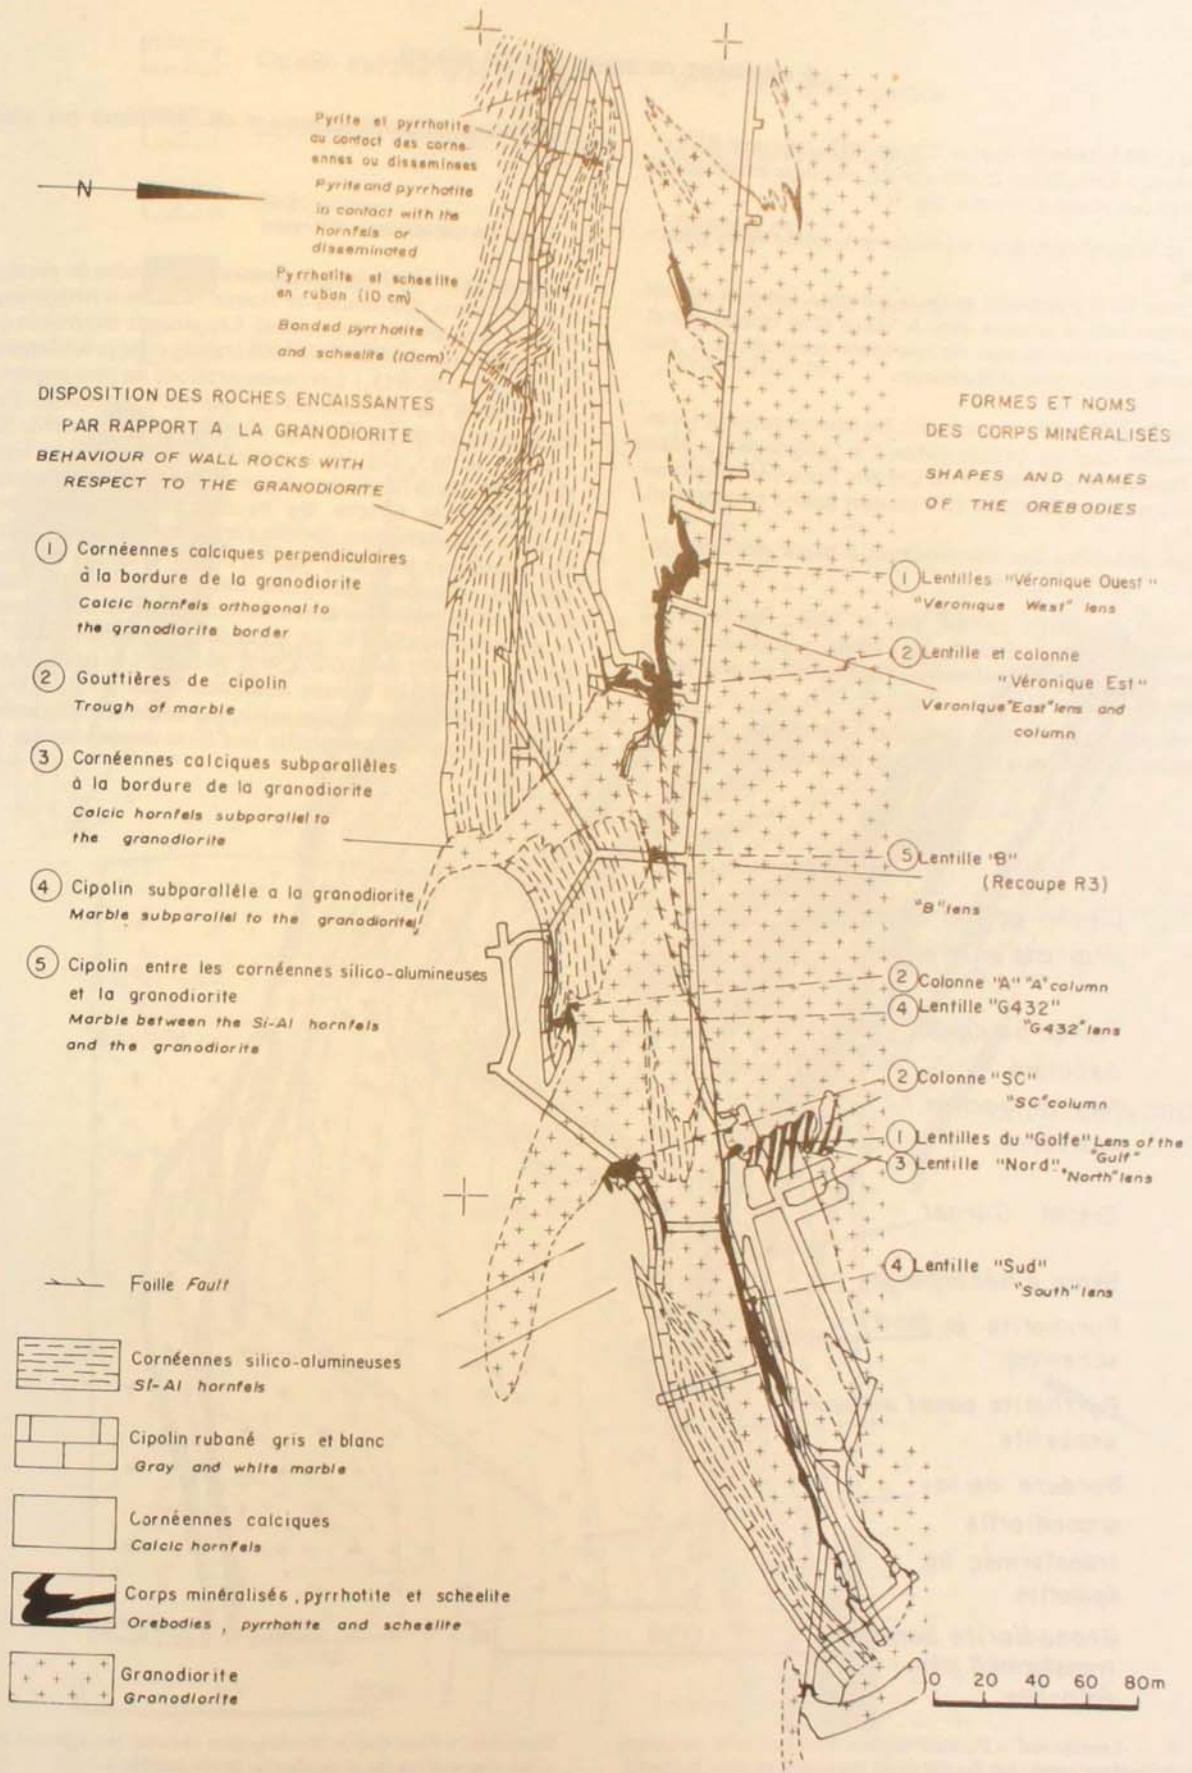 Pyrite et pyrrhotite
au contact des corné-
ennes ou disséminées
Pyrite and pyrrhotite
in contact with the
hornfels or
disseminated
Pyrrhotite et scheelite
en ruban (10 cm)
Banded pyrrhotite
and scheelite (10cm)
N
DISPOSITION DES ROCHES ENCAISSANTES
PAR RAPPORT A LA GRANODIORITE
BEHAVIOUR OF WALL ROCKS WITH
RESPECT TO THE GRANODIORITE
1 Cornéennes calciques perpendiculaires
à la bordure de la granodiorite
Calcic hornfels orthogonal to
the granodiorite border
2 Gouttières de cipolin
Trough of marble
3 Cornéennes calciques subparallèles
à la bordure de la granodiorite
Calcic hornfels subparallel to
the granodiorite
4 Cipolin subparallèle a la granodiorite
Marble subparallel to the granodiorite
5 Cipolin entre les cornéennes silico-alumineuses
et la granodiorite
Marble between the Si-Al hornfels
and the granodiorite
FORMES ET NOMS
DES CORPS MINÉRALISÉS
SHAPES AND NAMES
OF THE OREBODIES
1 Lentilles "Véronique Ouest"
"Veronique West" lens
2 Lentille et colonne
"Véronique Est"
Veronique "East" lens and
column
5 Lentille "B"
(Recoupe R3)
"B" lens
2 Colonne "A" "A" column
4 Lentille "G432"
"G432" lens
2 Colonne "SC"
"SC" column
1 Lentilles du "Golfe" Lens of the
"Gulf"
3 Lentille "Nord" "North" lens
4 Lentille "Sud"
"South" lens
Faille Fault
Cornéennes silico-alumineuses
Si-Al hornfels
Cipolin rubané gris et blanc
Gray and white marble
Cornéennes calciques
Calcic hornfels
Corps minéralisés, pyrrhotite et scheelite
Orebodies, pyrrhotite and scheelite
Granodiorite
Granodiorite
0 20 40 60 80m